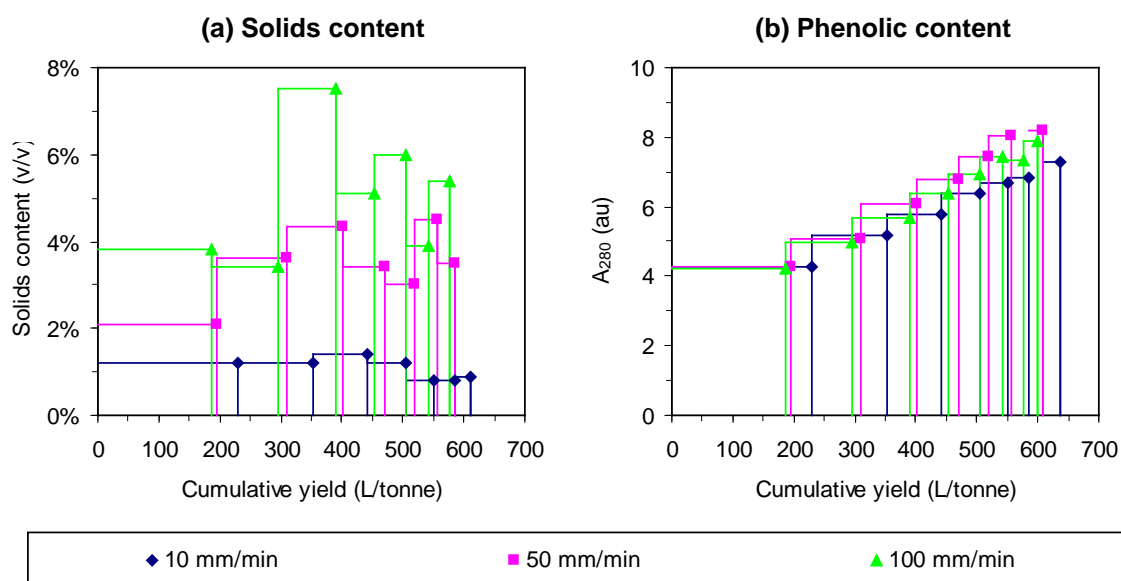 (a) Solids content
(b) Phenolic content
Solids content (v/v)
8%
6%
4%
2%
0%
0 100 200 300 400 500 600 700
Cumulative yield (L/tonne)
A280 (au)
10
8
6
4
2
0
0 100 200 300 400 500 600 700
Cumulative yield (L/tonne)
10 mm/min 50 mm/min 100 mm/min